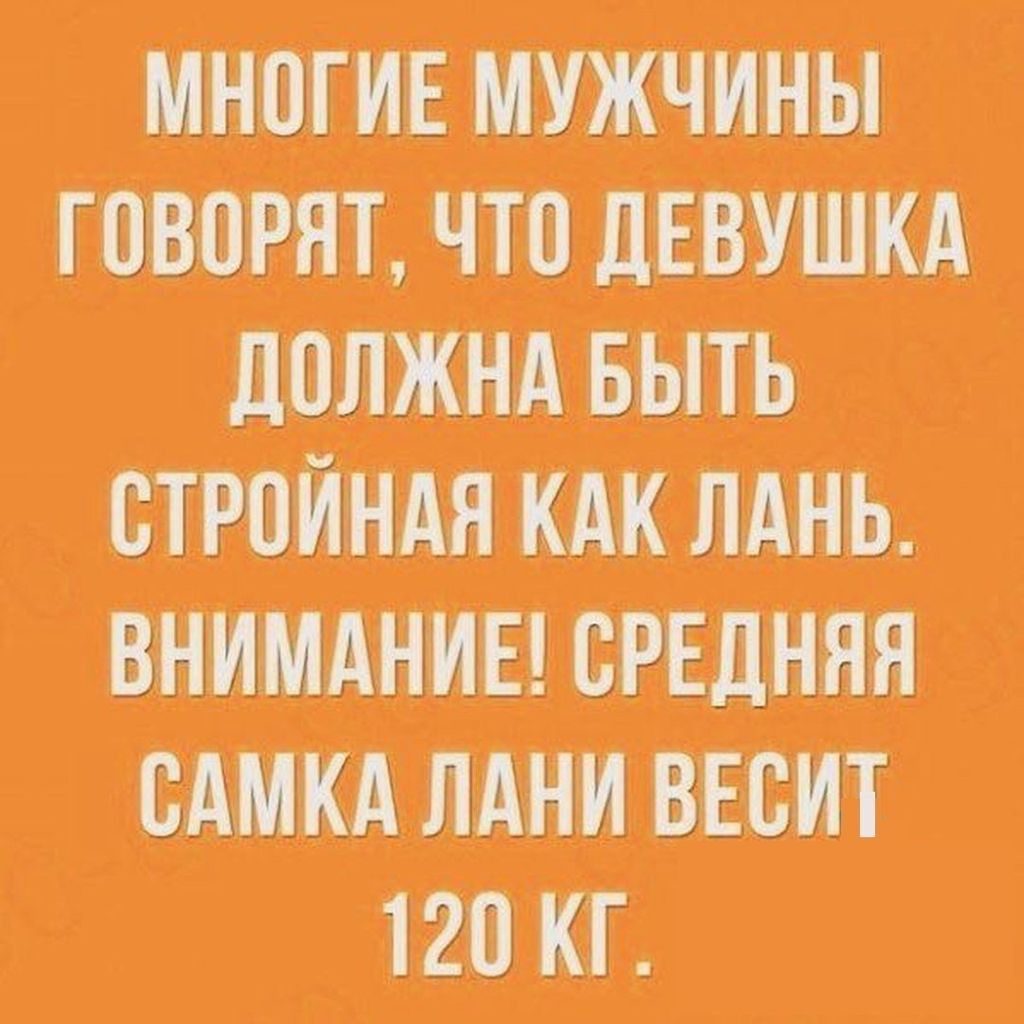 МНОГИЕ МУЖЧИНЫ
ГОВОРЯТ, ЧТО ДЕВУШКА
ДОЛЖНА БЫТЬ
СТРОЙНАЯ КАК ЛАНЬ.
ВНИМАНИЕ! СРЕДНЯЯ
САМКА ЛАНИ ВЕСИТ
120 КГ.